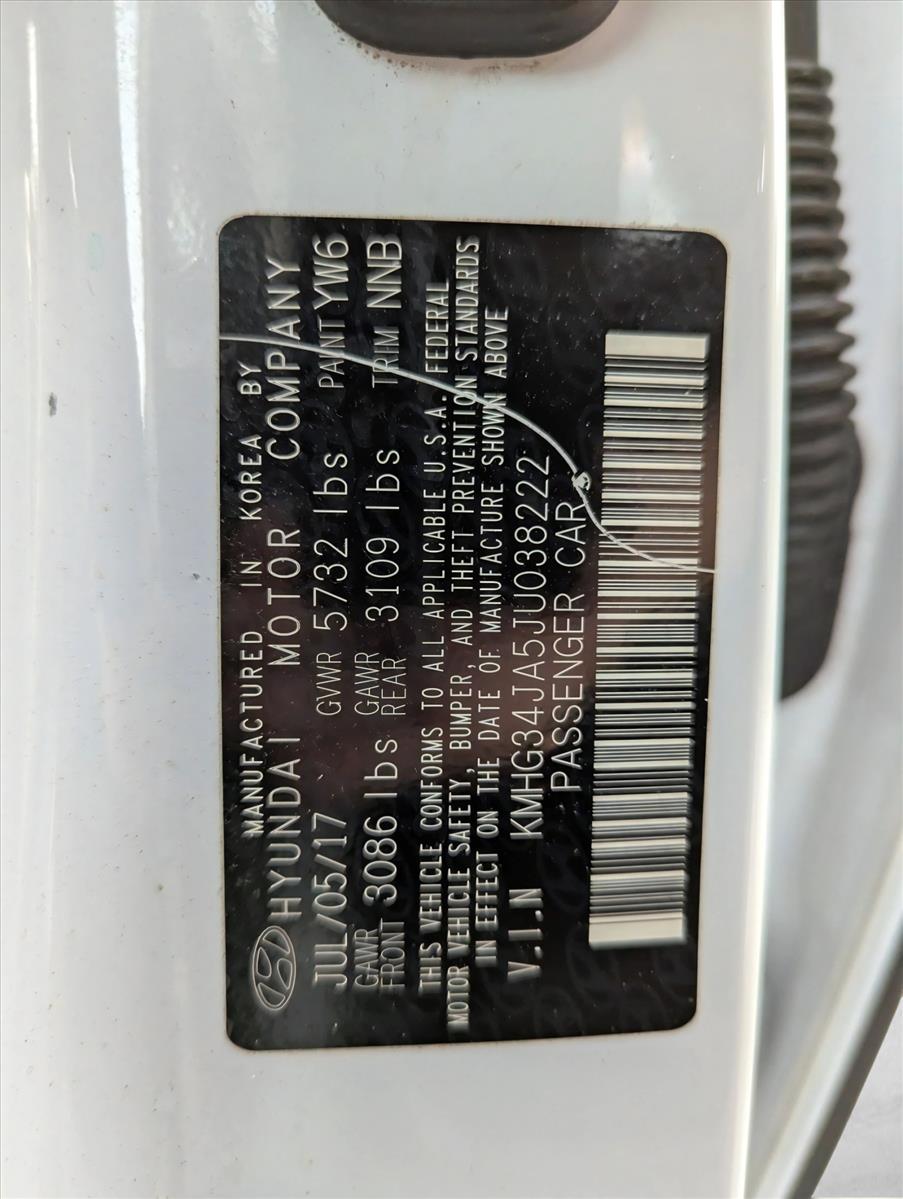 MANUFACTURED IN KOREA BY
HYUNDAI MOTOR COMPANY
JUL/05/17 GVWR 5732 lbs PAINT YW6
GAWR FRONT 3086 lbs GAWR REAR 3109 lbs TRIM NNB
THIS VEHICLE CONFORMS TO ALL APPLICABLE U.S.A. FEDERAL
MOTOR VEHICLE SAFETY, BUMPER, AND THEFT PREVENTION STANDARDS
IN EFFECT ON THE DATE OF MANUFACTURE SHOWN ABOVE
V.I.N KMHG34JA5JU038222
PASSENGER CAR